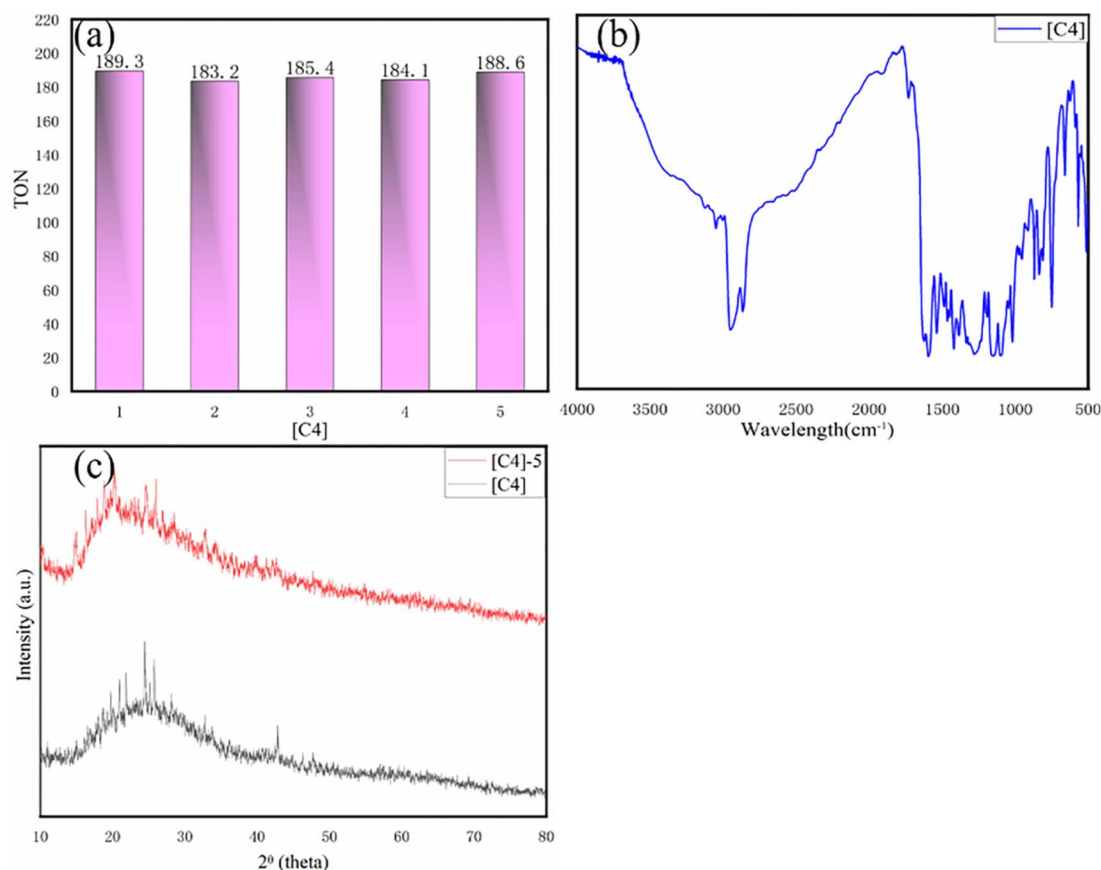 (a)
220
200
180
160
140
120
100
80
60
40
20
0
TON
189.3
183.2
185.4
184.1
188.6
1 2 3 4 5
[C4]
(b)
[C4]
4000 3500 3000 2500 2000 1500 1000 500
Wavelength(cm⁻¹)
(c)
[C4]-5
[C4]
Intensity (a.u.)
10 20 30 40 50 60 70 80
2θ (theta)